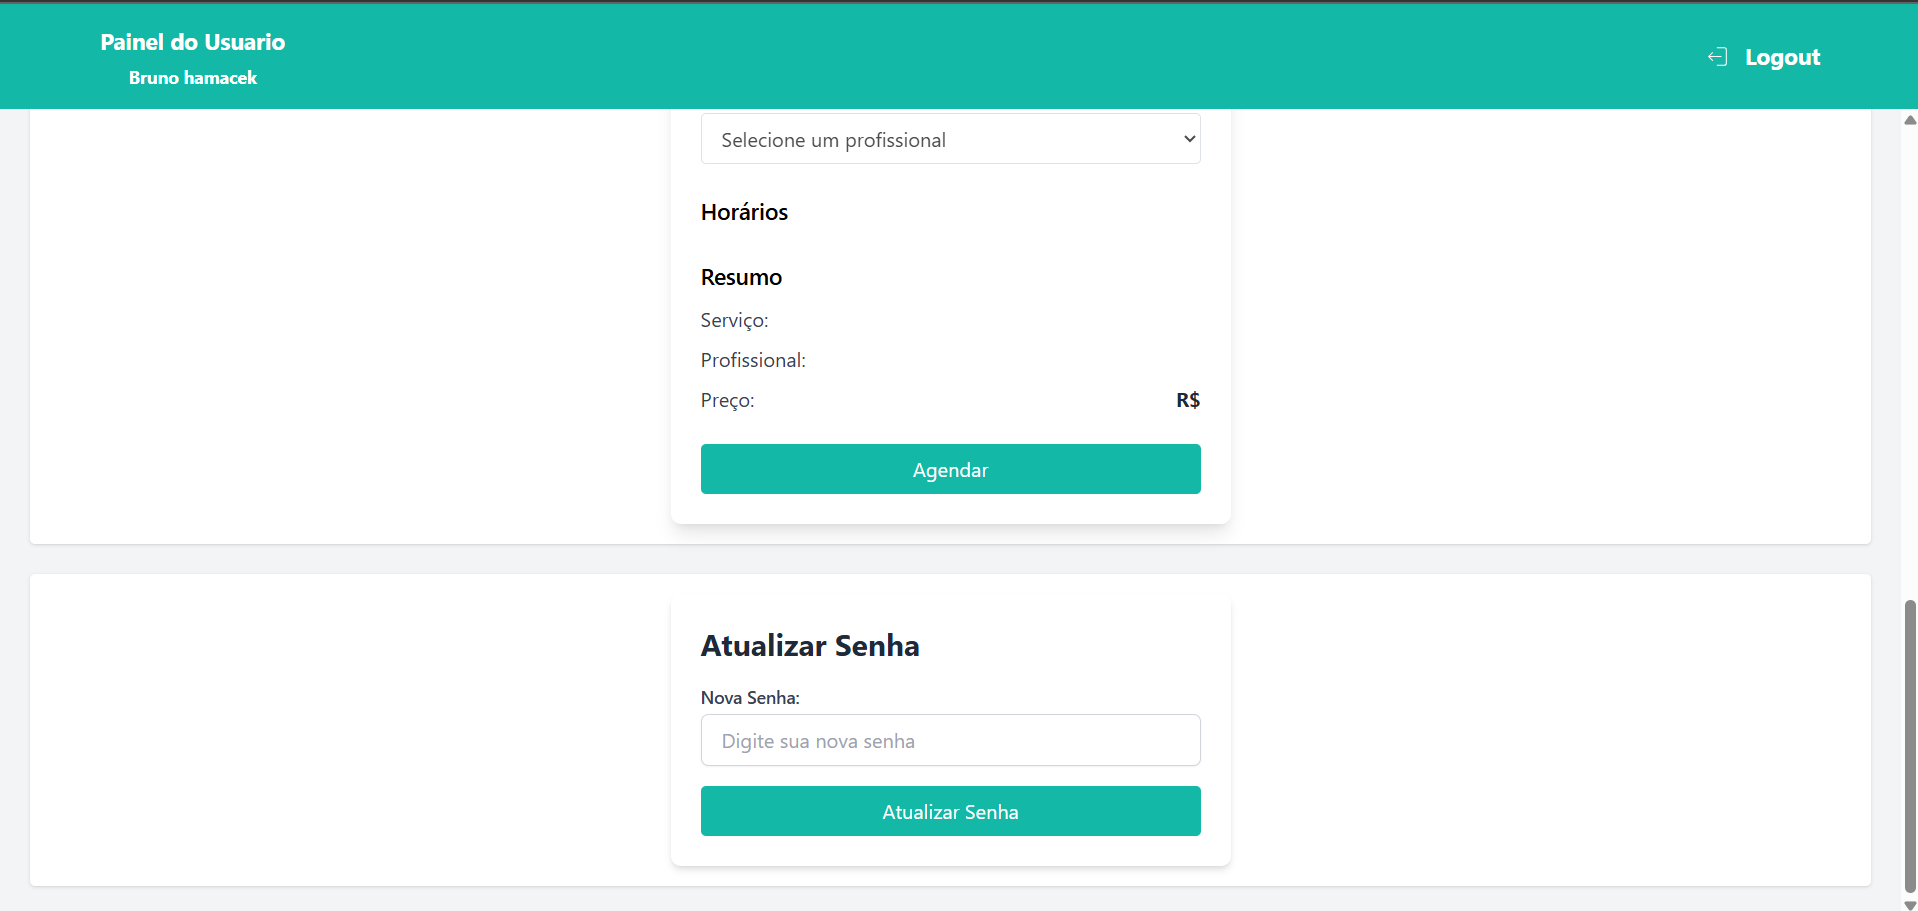 Painel do Usuario
Bruno hamacek
Logout
Selecione um profissional
Horários
Resumo
Serviço:
Profissional:
Preço: R$
Agendar
Atualizar Senha
Nova Senha:
Digite sua nova senha
Atualizar Senha